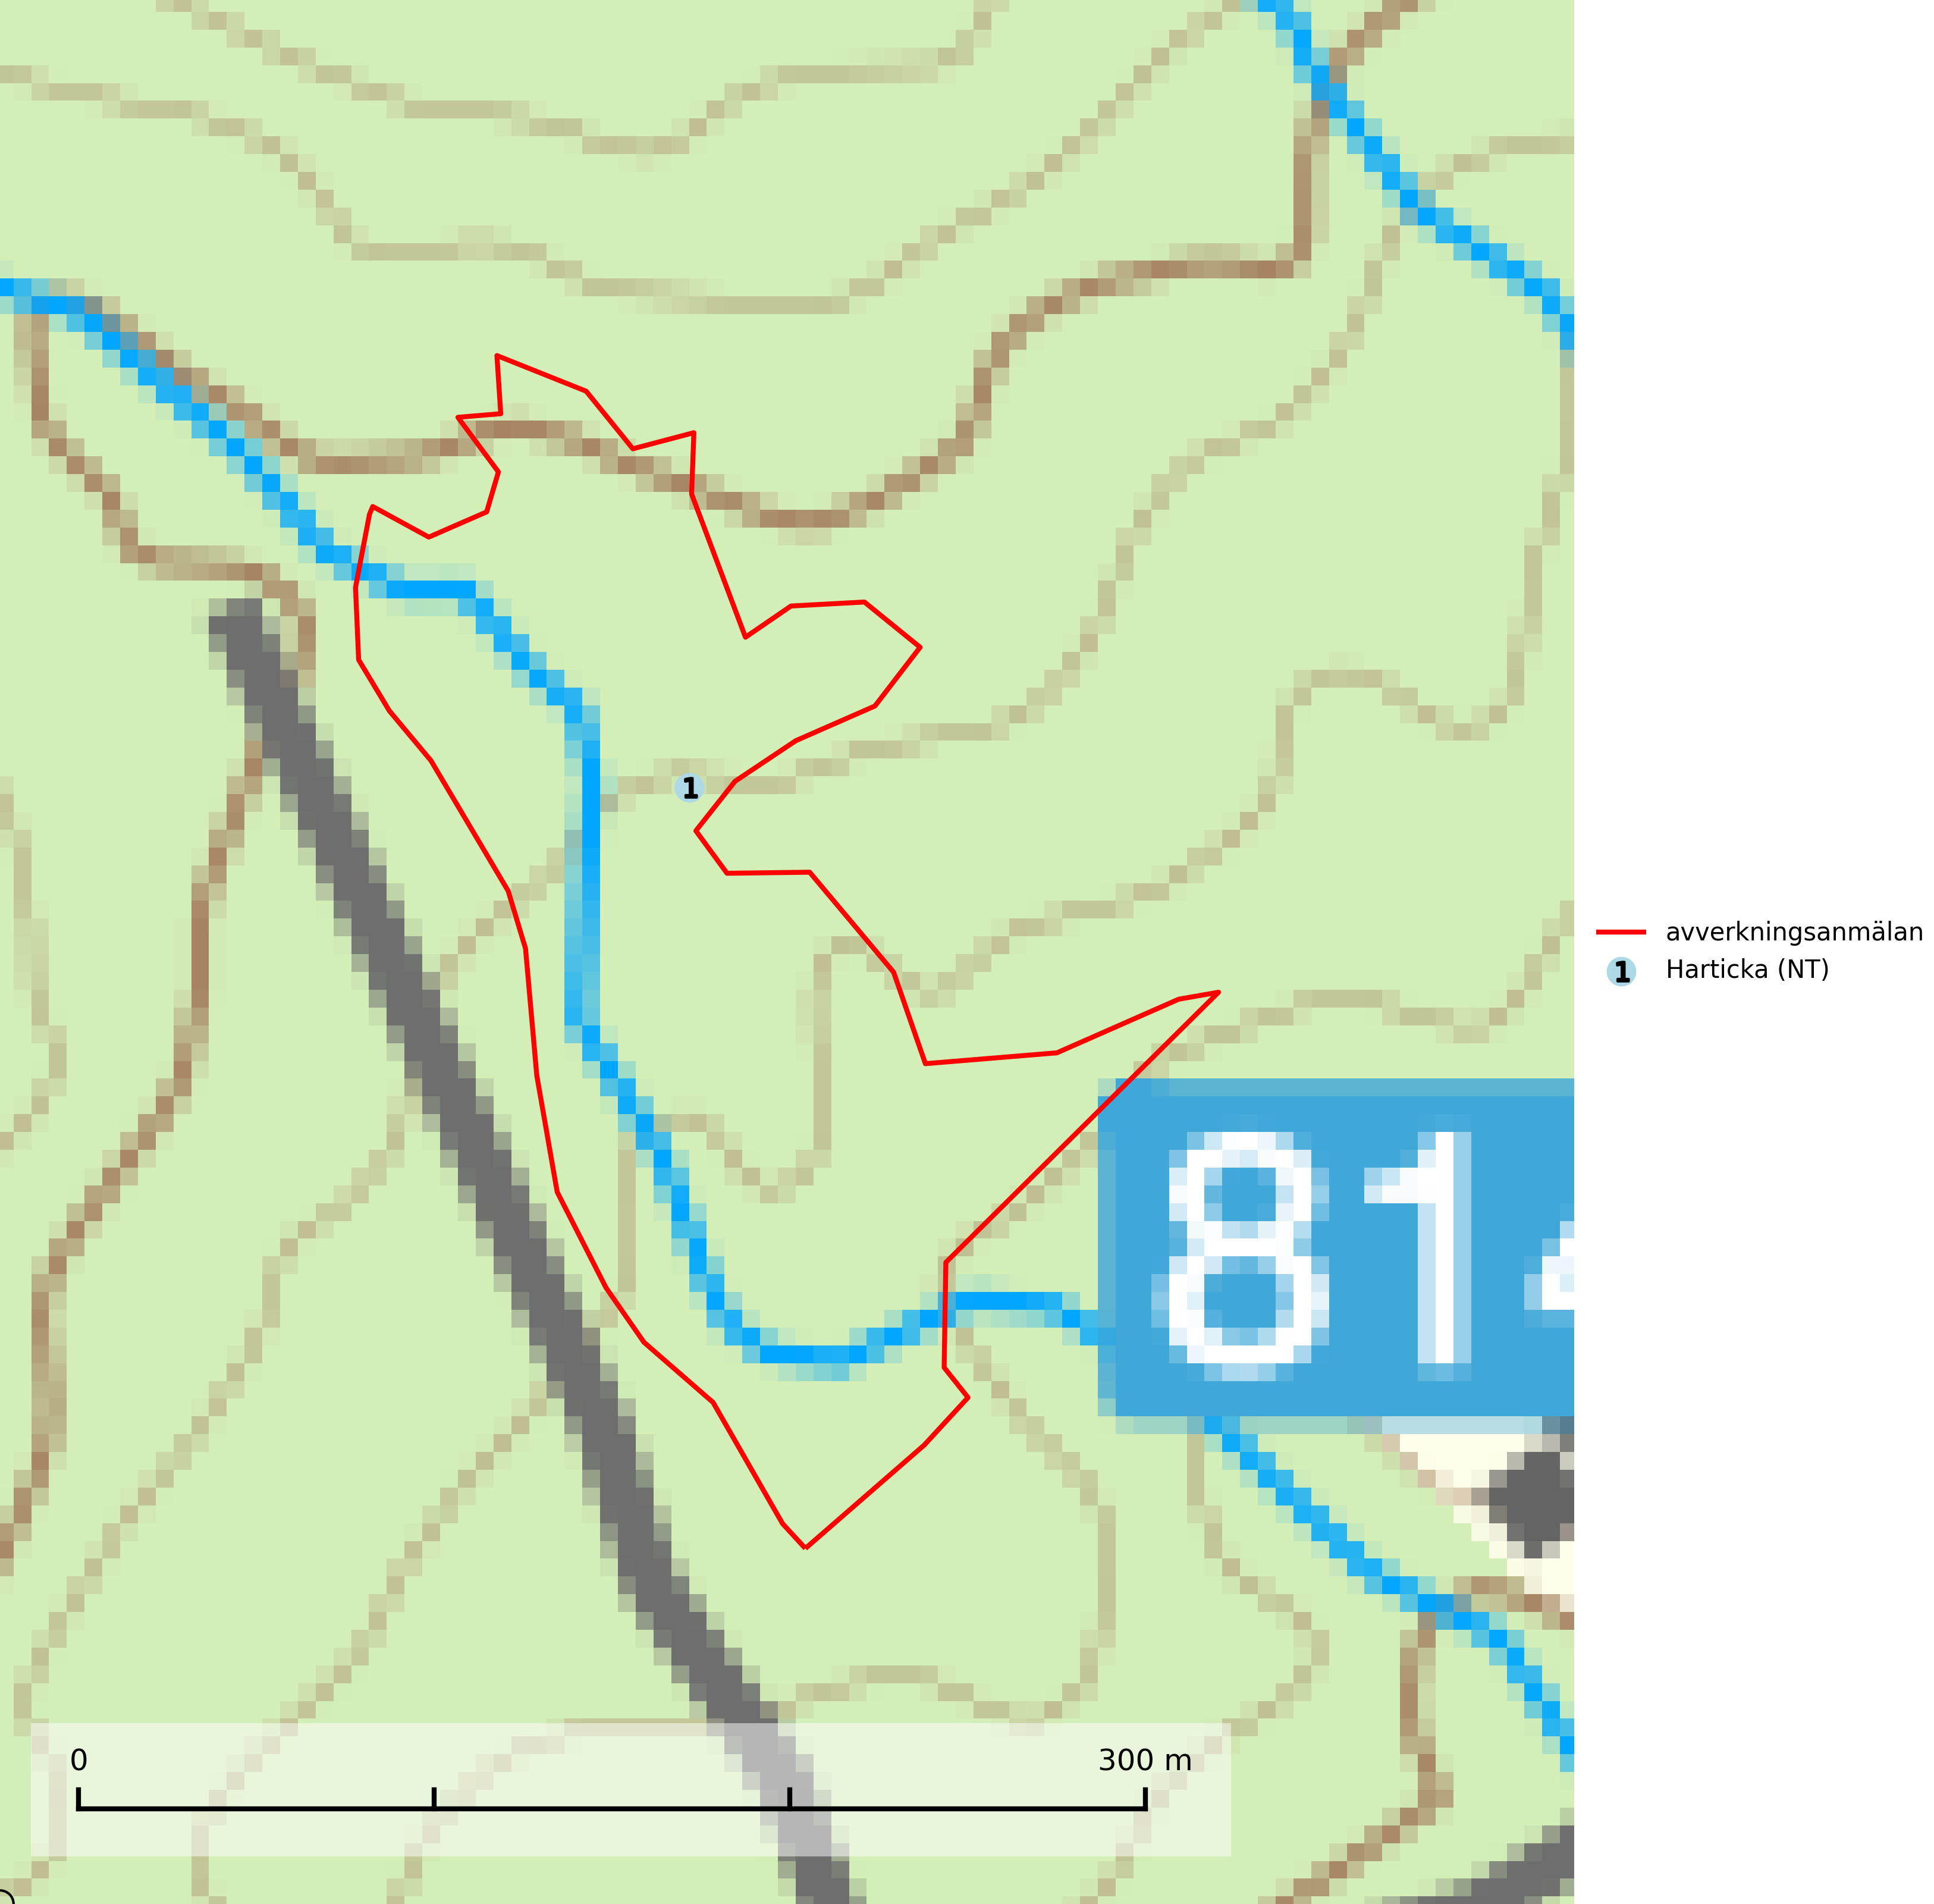 1
81
0 300 m
avverkningsanmälan
1 Harticka (NT)